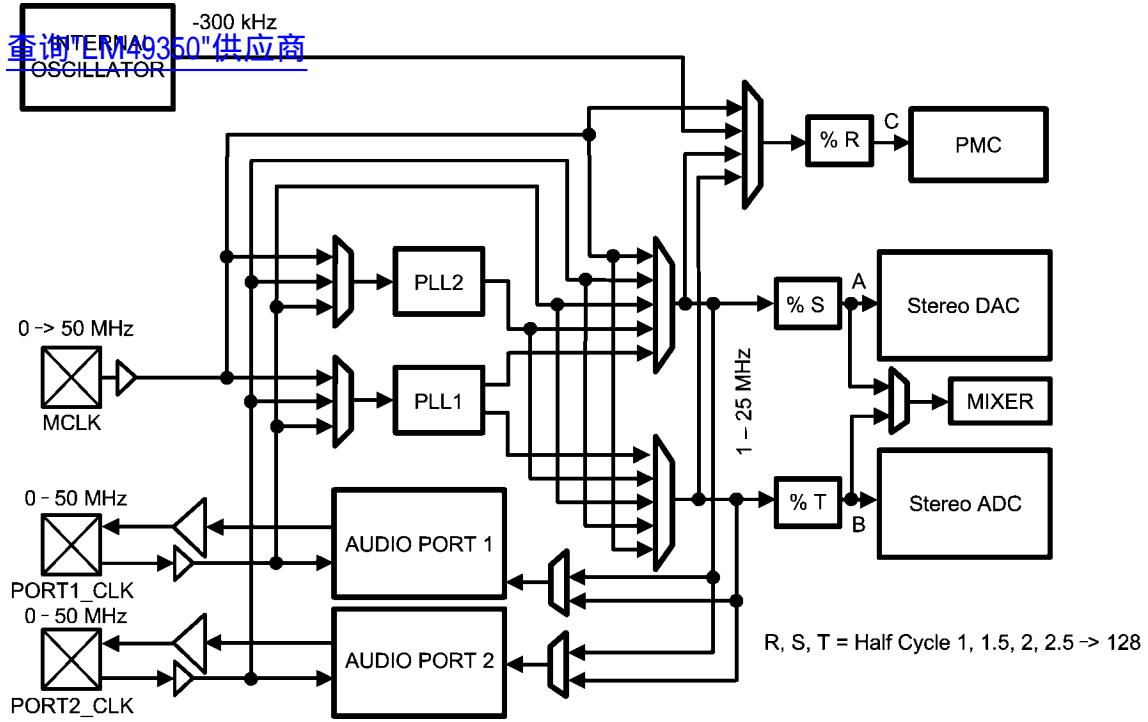 -300 kHz
INTERNAL
OSCILLATOR
查询"LM49350"供应商
% R
C
PMC
PLL2
0 -> 50 MHz
MCLK
PLL1
% S
A
Stereo DAC
1 – 25 MHz
MIXER
0 - 50 MHz
PORT1_CLK
AUDIO PORT 1
% T
B
Stereo ADC
0 - 50 MHz
PORT2_CLK
AUDIO PORT 2
R, S, T = Half Cycle 1, 1.5, 2, 2.5 -> 128